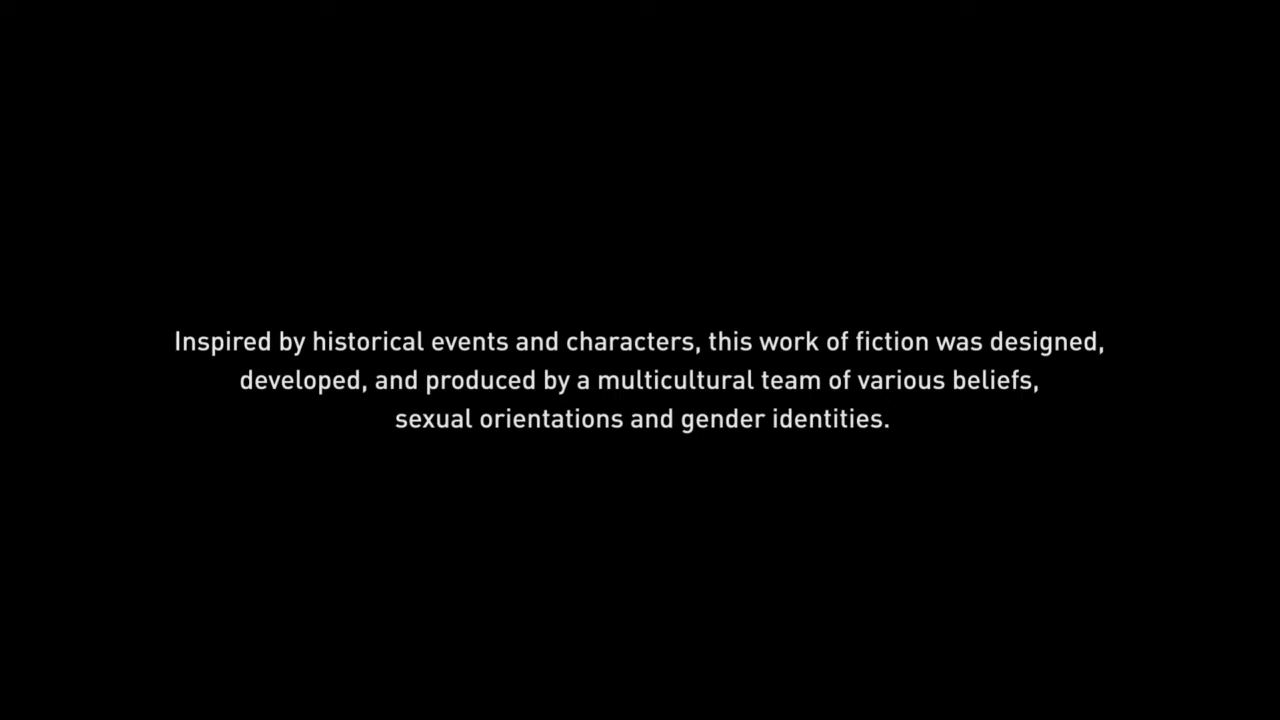 Inspired by historical events and characters, this work of fiction was designed,
developed, and produced by a multicultural team of various beliefs,
sexual orientations and gender identities.